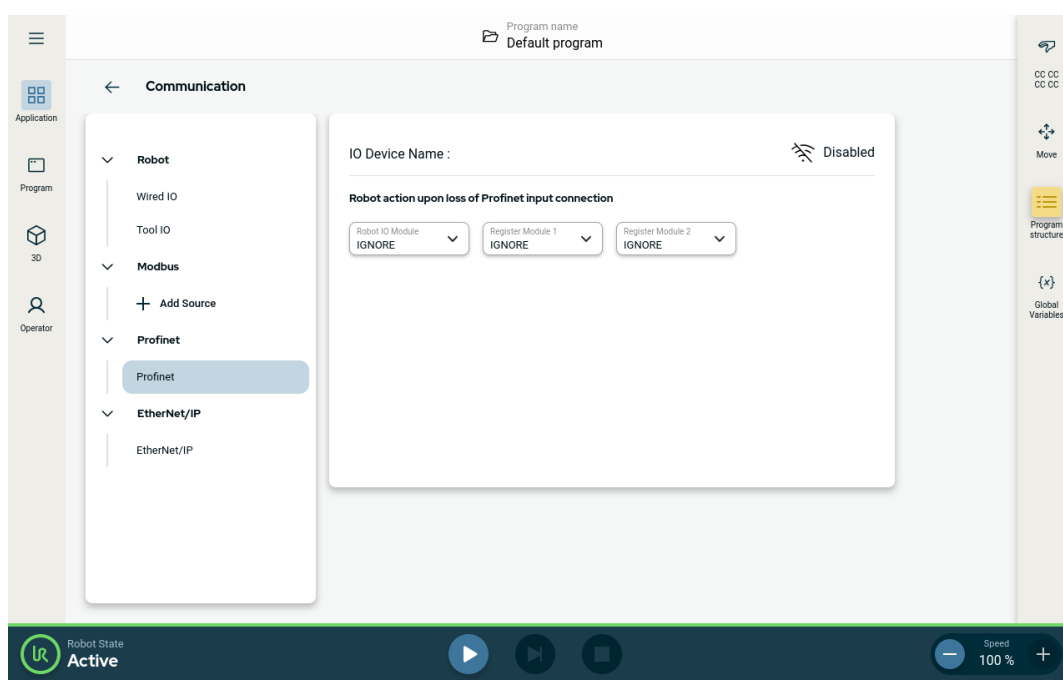 Program name
Default program
Communication
Application
Program
3D
Operator
Robot
Wired IO
Tool IO
Modbus
Add Source
Profinet
Profinet
EtherNet/IP
EtherNet/IP
IO Device Name :
Disabled
Robot action upon loss of Profinet input connection
Robot IO Module
IGNORE
Register Module 1
IGNORE
Register Module 2
IGNORE
CC CC
CC CC
Move
Program
structure
{x}
Global
Variables
UR
Robot State
Active
Speed
100 %